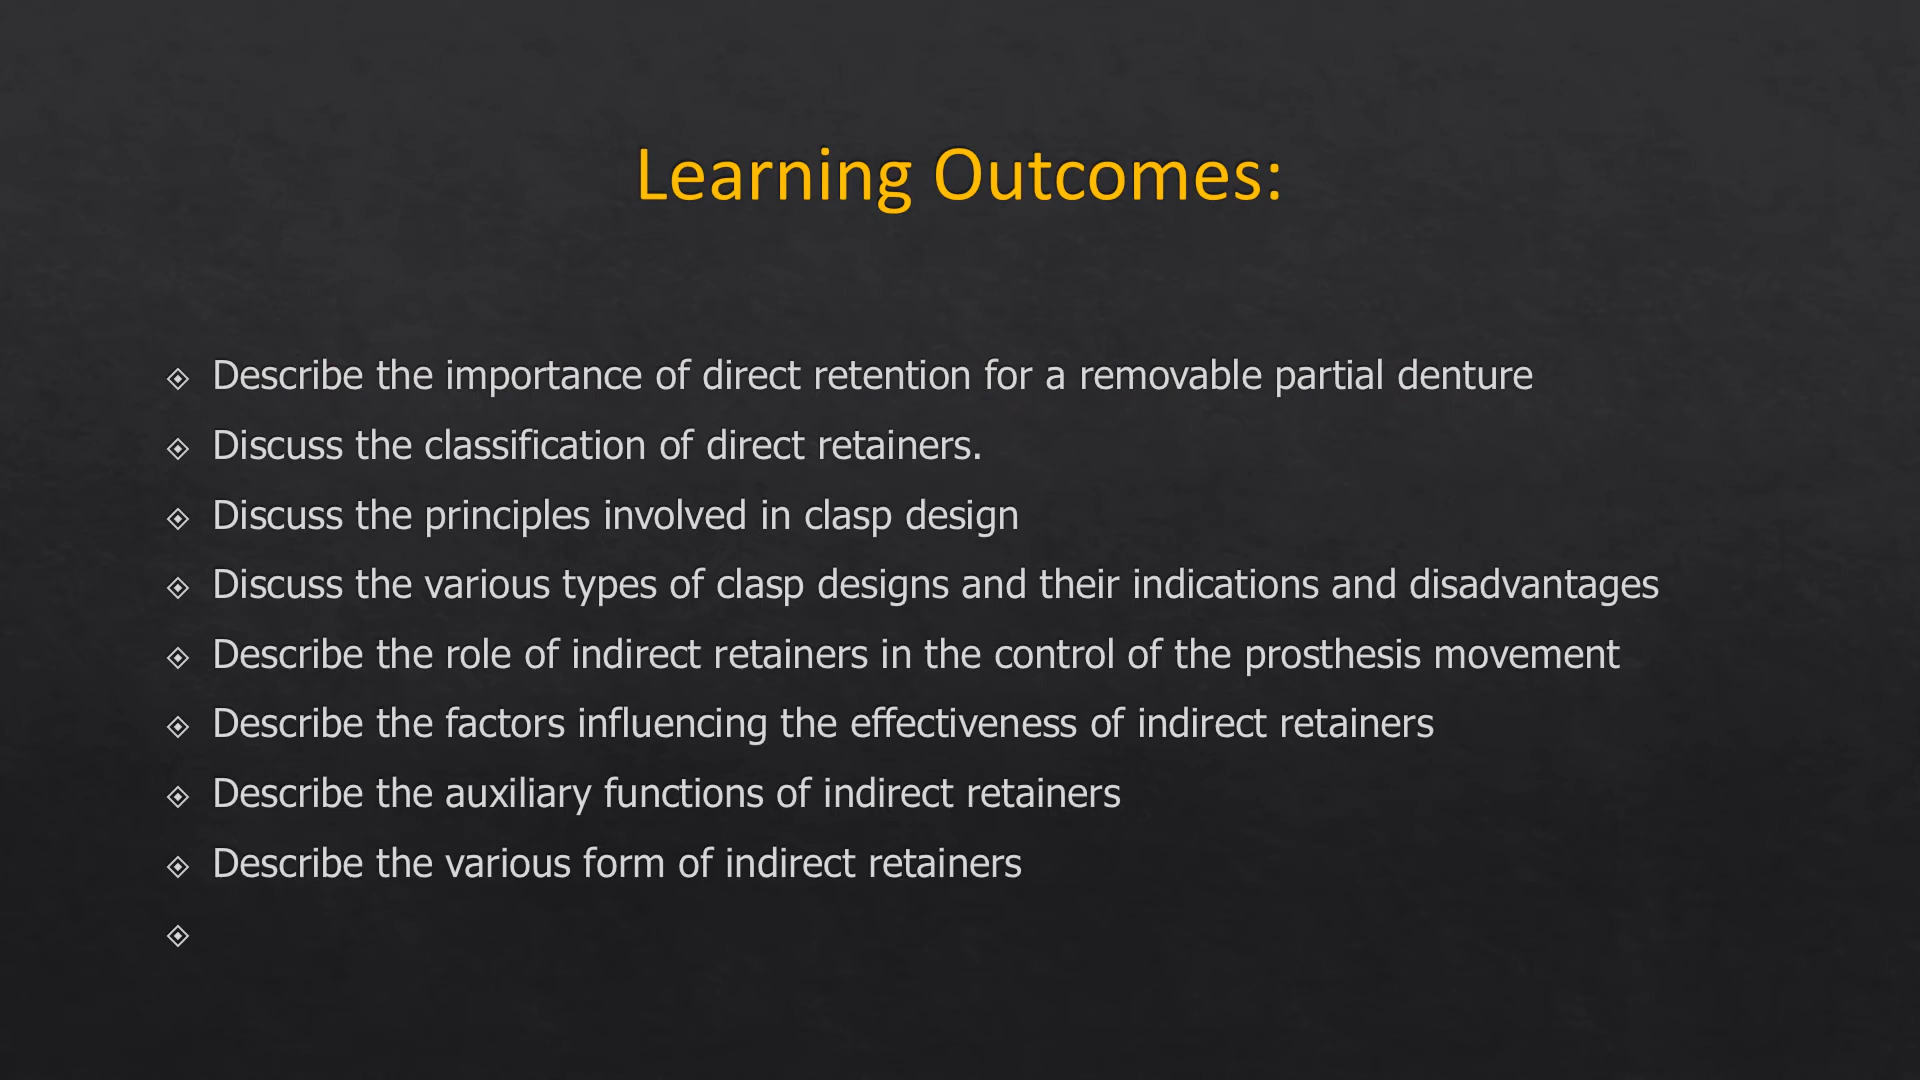 Learning Outcomes:
Describe the importance of direct retention for a removable partial denture
Discuss the classification of direct retainers.
Discuss the principles involved in clasp design
Discuss the various types of clasp designs and their indications and disadvantages
Describe the role of indirect retainers in the control of the prosthesis movement
Describe the factors influencing the effectiveness of indirect retainers
Describe the auxiliary functions of indirect retainers
Describe the various form of indirect retainers